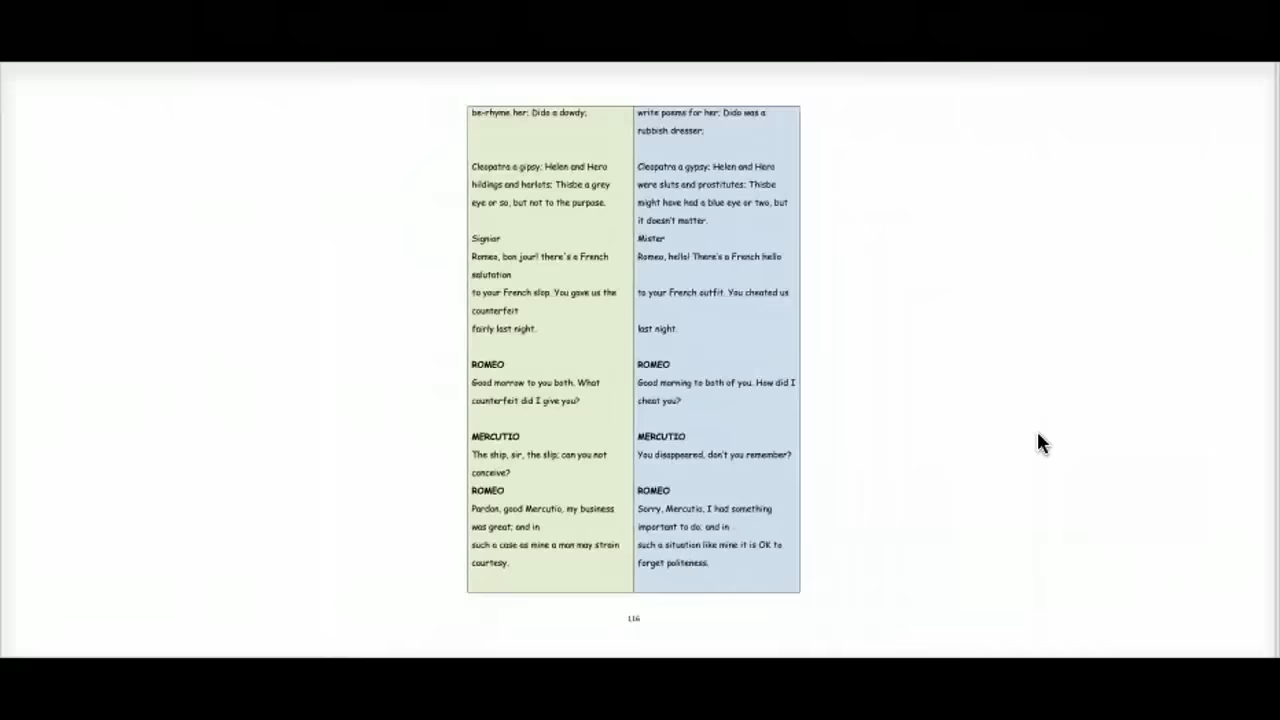 be-rhyme her; Dido a dowdy;
Cleopatra a gipsy; Helen and Hero
hildings and harlots; Thisbe a grey
eye or so, but not to the purpose.
Signior
Romeo, bon jour! there's a French
salutation
to your French slop. You gave us the
counterfeit
fairly last night.
ROMEO
Good morrow to you both. What
counterfeit did I give you?
MERCUTIO
The ship, sir, the slip; can you not
conceive?
ROMEO
Pardon, good Mercutio, my business
was great; and in
such a case as mine a man may strain
courtesy.
write poems for her; Dido was a
rubbish dresser;
Cleopatra a gypsy; Helen and Hero
were sluts and prostitutes; Thisbe
might have had a blue eye or two, but
it doesn't matter.
Mister
Romeo, hello! There's a French hello
to your French outfit. You cheated us
last night.
ROMEO
Good morning to both of you. How did I
cheat you?
MERCUTIO
You disappeared, don't you remember?
ROMEO
Sorry, Mercutio, I had something
important to do; and in
such a situation like mine it is OK to
forget politeness.
116